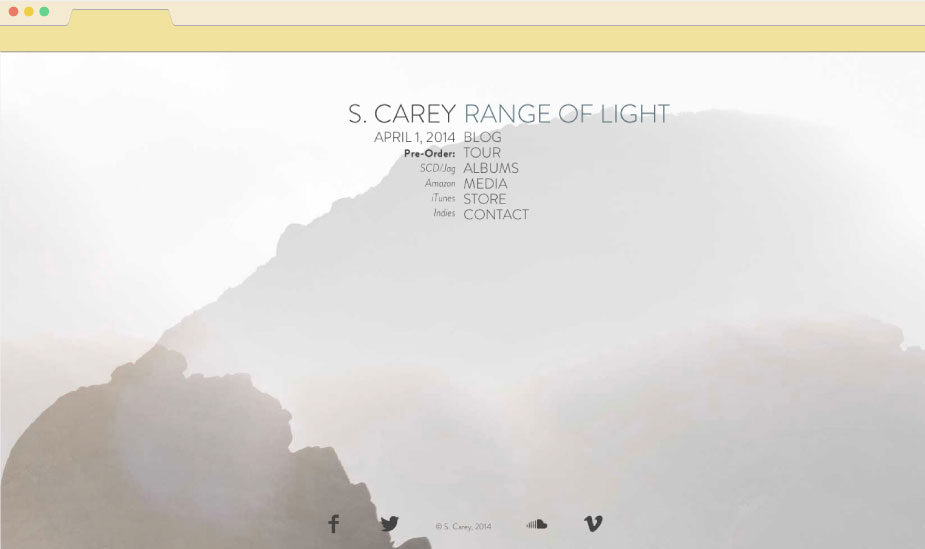 S. CAREY RANGE OF LIGHT
APRIL 1, 2014 BLOG
Pre-Order: TOUR
SCD/Jag ALBUMS
Amazon MEDIA
iTunes STORE
Indies CONTACT
© S. Carey, 2014